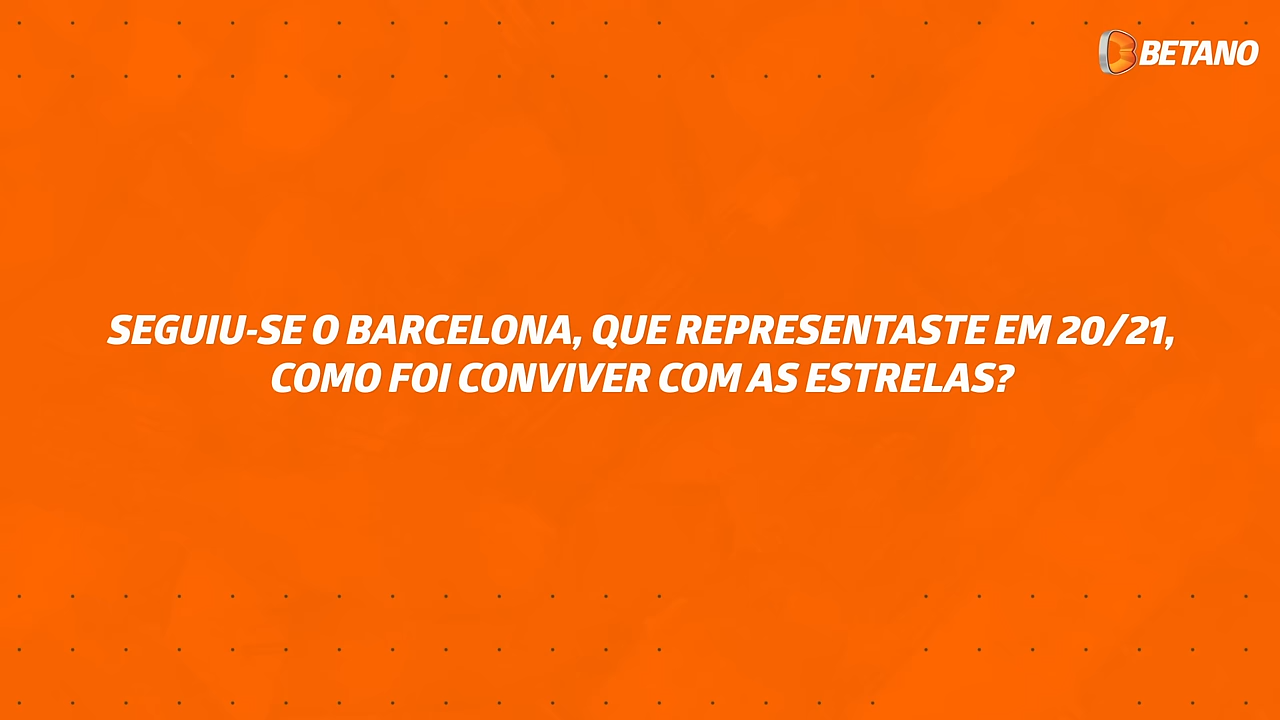 BETANO
SEGUIU-SE O BARCELONA, QUE REPRESENTASTE EM 20/21,
COMO FOI CONVIVER COM AS ESTRELAS?